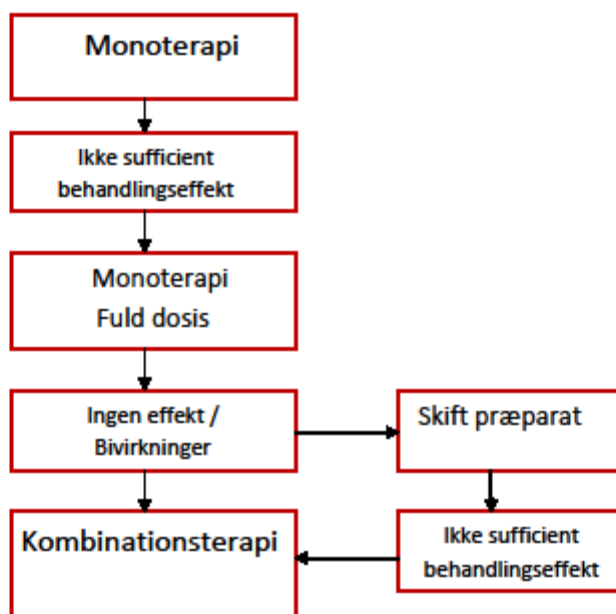 Monoterapi
Ikke sufficient
behandlingseffekt
Monoterapi
Fuld dosis
Ingen effekt /
Bivirkninger
Skift præparat
Kombinationsterapi
Ikke sufficient
behandlingseffekt